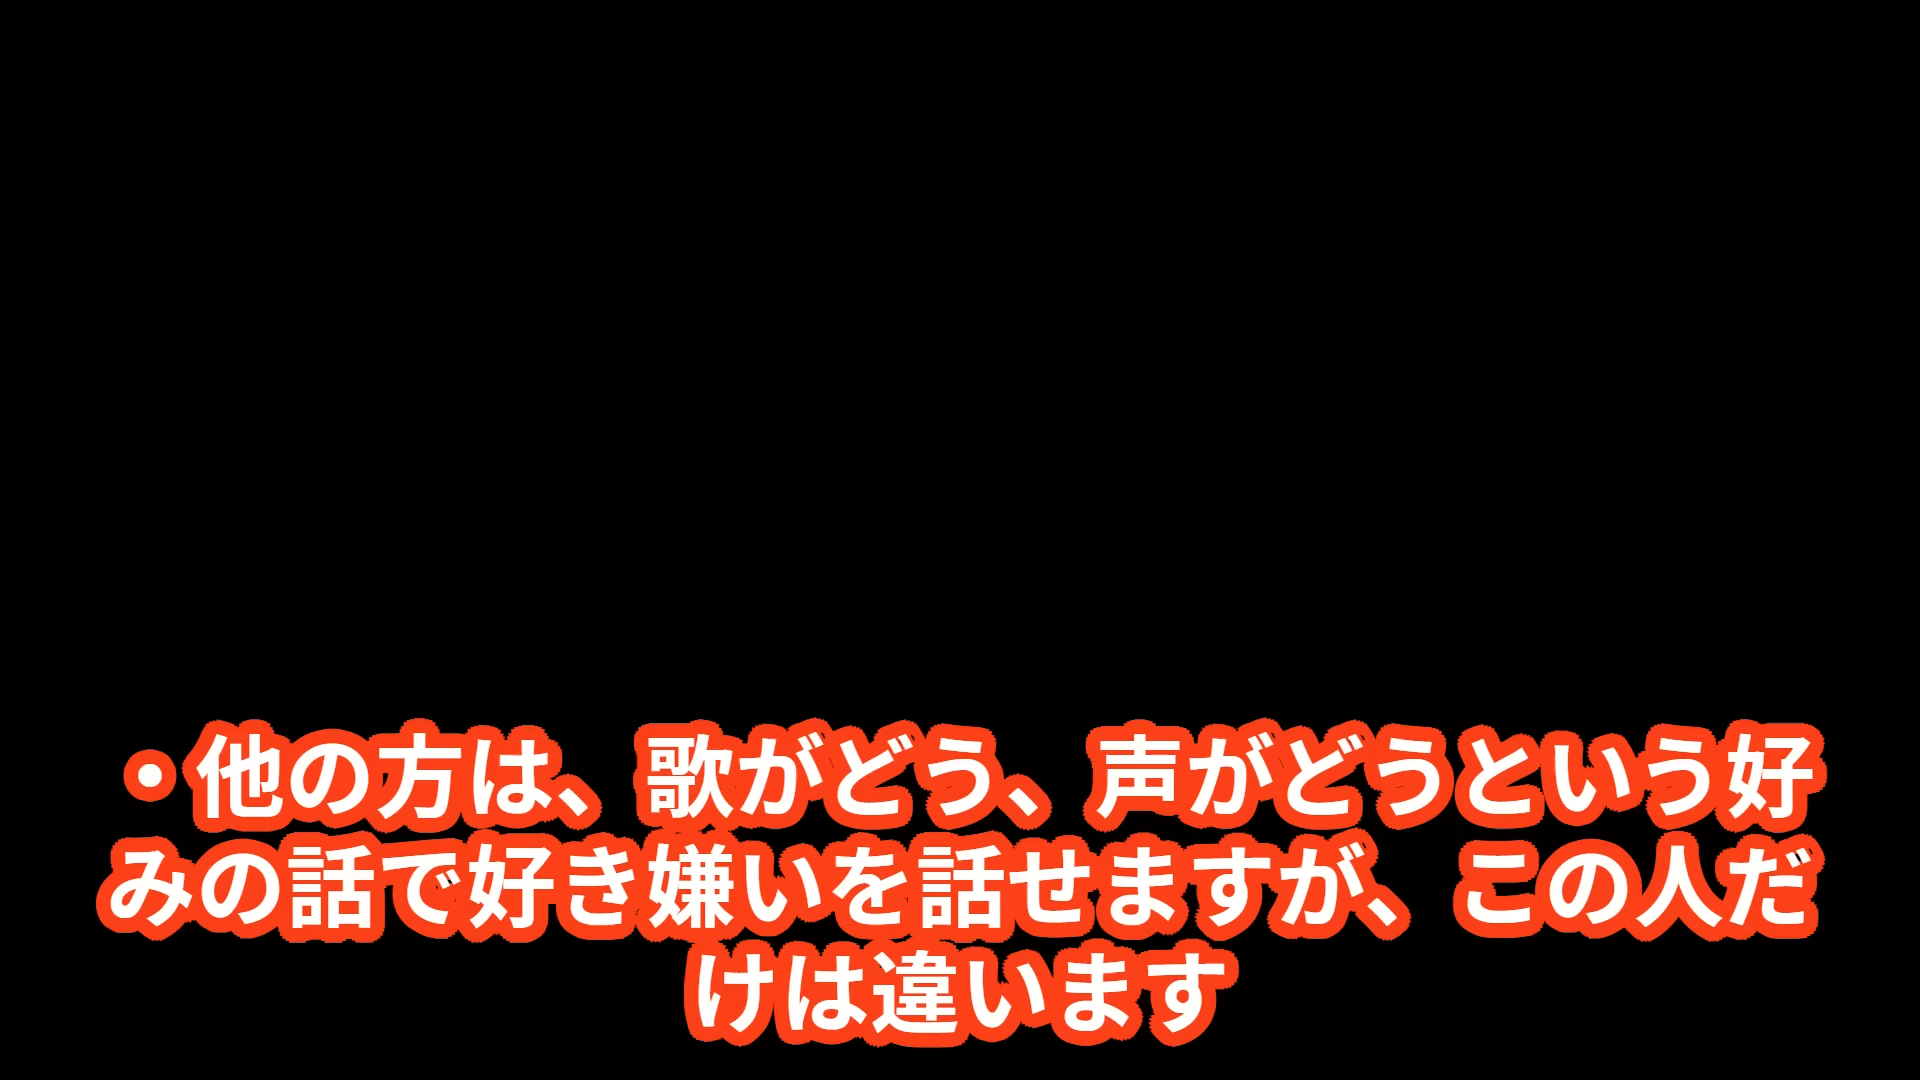 ・他の方は、歌がどう、声がどうという好
みの話で好き嫌いを話せますが、この人だ
けは違います